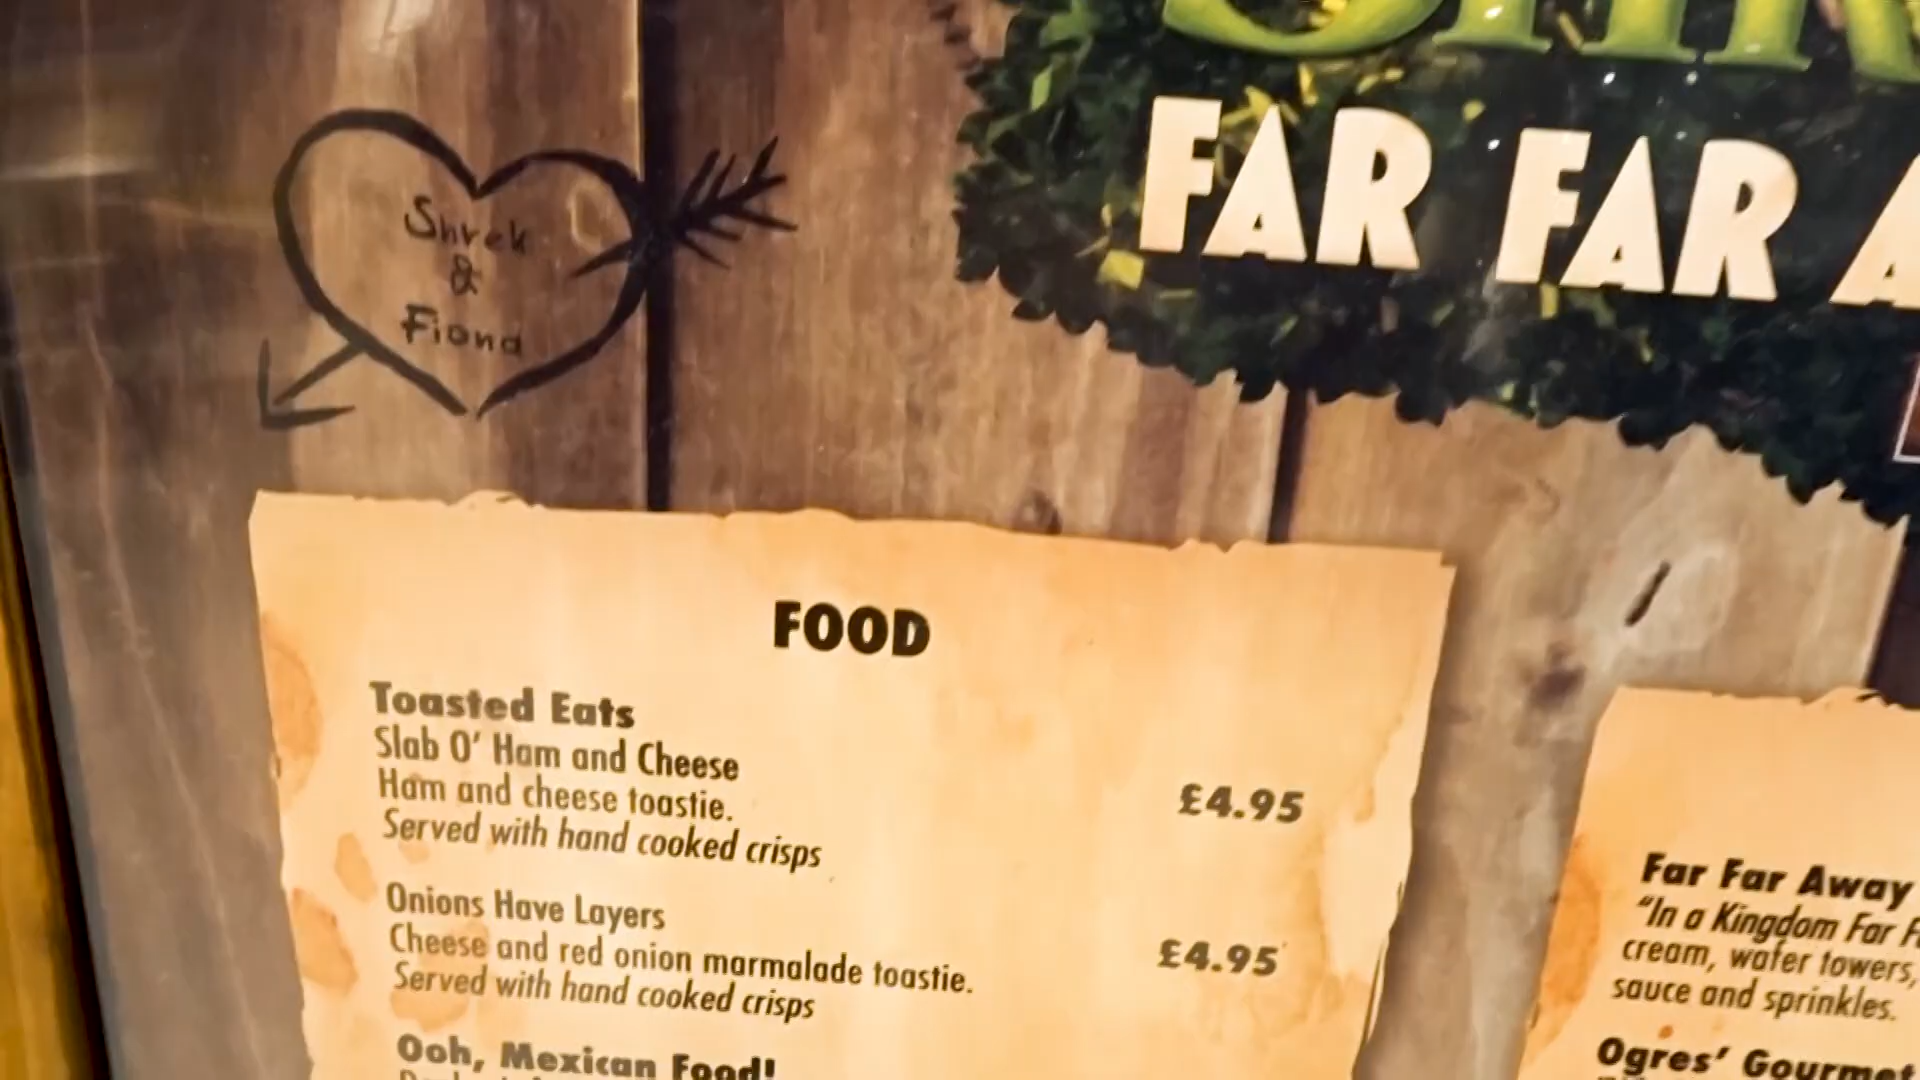 Shrek
&
Fiona
FAR FAR
FOOD
Toasted Eats
Slab O' Ham and Cheese
Ham and cheese toastie.
£4.95
Served with hand cooked crisps
Onions Have Layers
Cheese and red onion marmalade toastie.
£4.95
Served with hand cooked crisps
Ooh, Mexican Food!
Far Far Away
"In a Kingdom Far
cream, wafer towers,
sauce and sprinkles.
Ogres' Gourmet